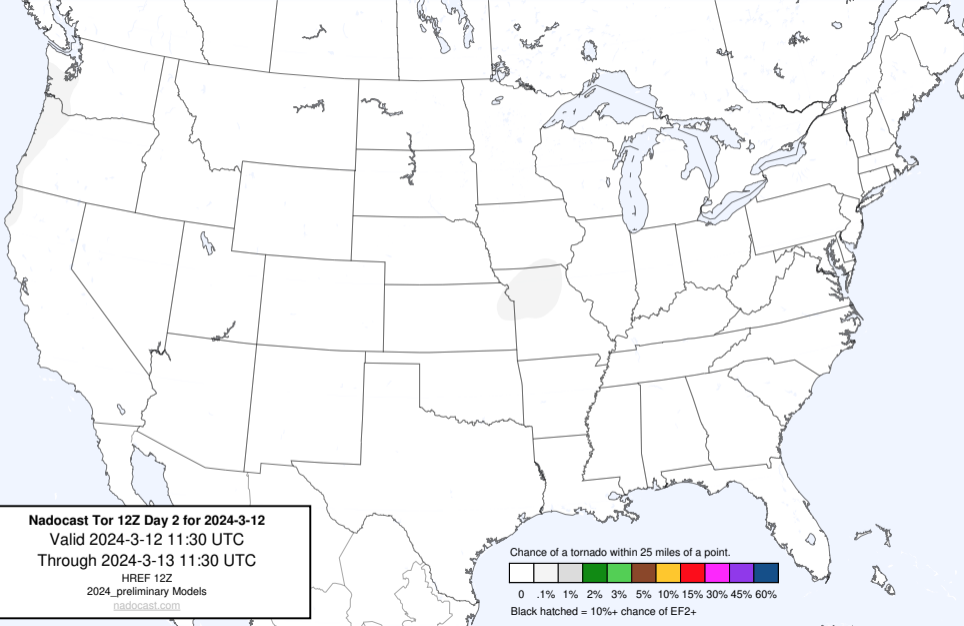 Nadocast Tor 12Z Day 2 for 2024-3-12
Valid 2024-3-12 11:30 UTC
Through 2024-3-13 11:30 UTC
HREF 12Z
2024_preliminary Models
nadocast.com
Chance of a tornado within 25 miles of a point.
0 .1% 1% 2% 3% 5% 10% 15% 30% 45% 60%
Black hatched = 10%+ chance of EF2+